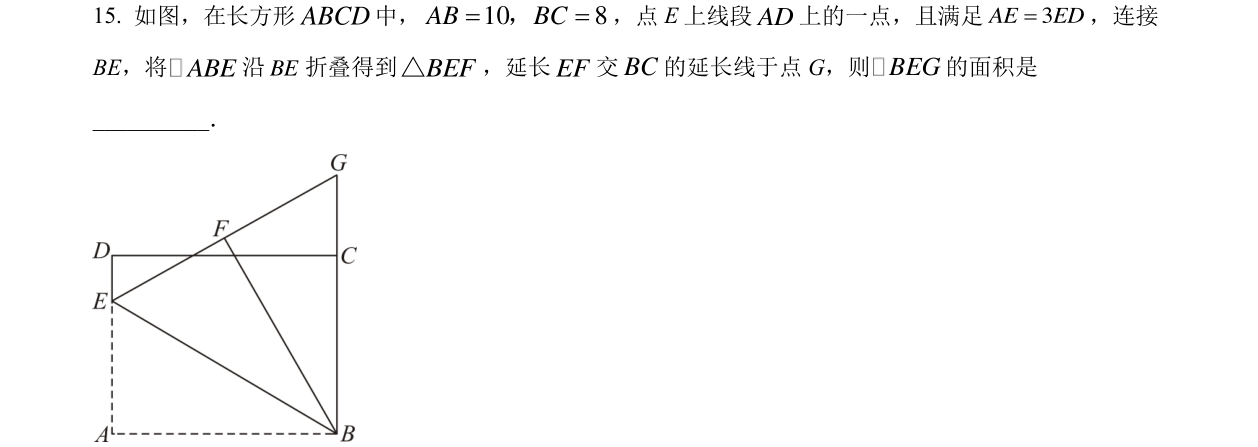 15. 如图，在长方形 ABCD 中， AB = 10，BC = 8，点 E 上线段 AD 上的一点，且满足 AE = 3ED，连接
BE，将□ABE 沿 BE 折叠得到△BEF，延长 EF 交 BC 的延长线于点 G，则□BEG 的面积是
__________.
G
F
D
C
E
A
B